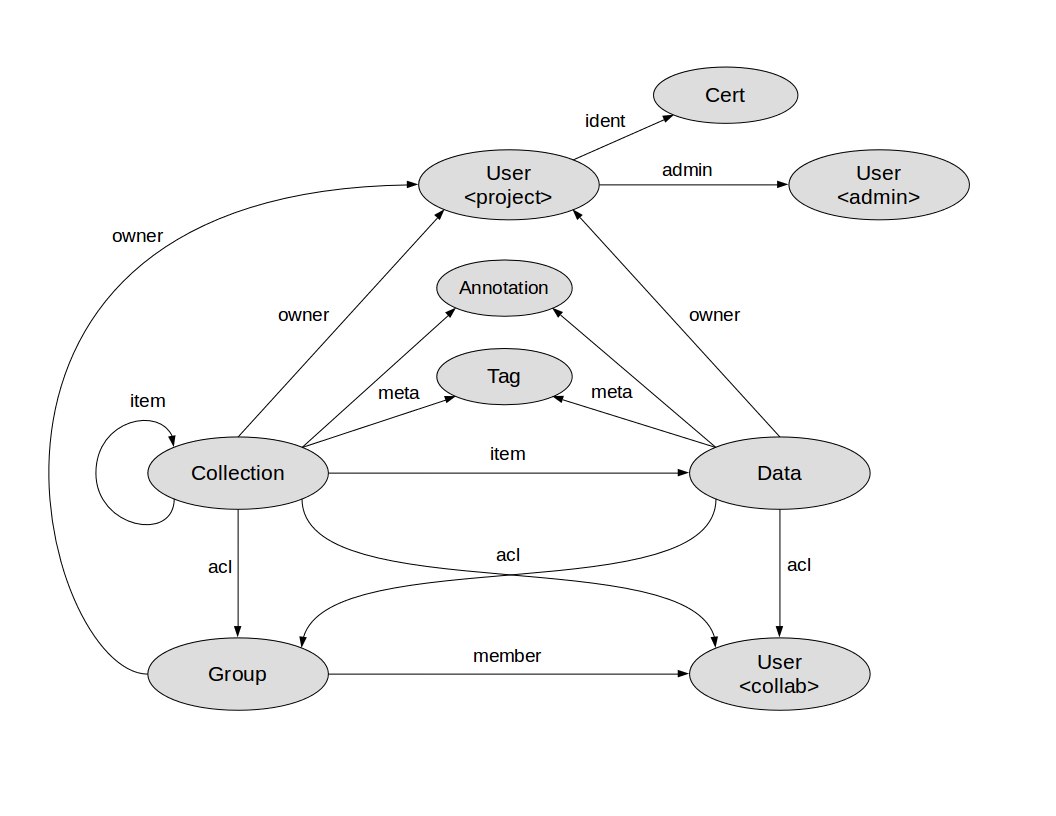 Cert
ident
User
<project>
admin
User
<admin>
owner
Annotation
owner
owner
Tag
meta
meta
item
Collection
item
Data
acl
acl
acl
Group
member
User
<collab>